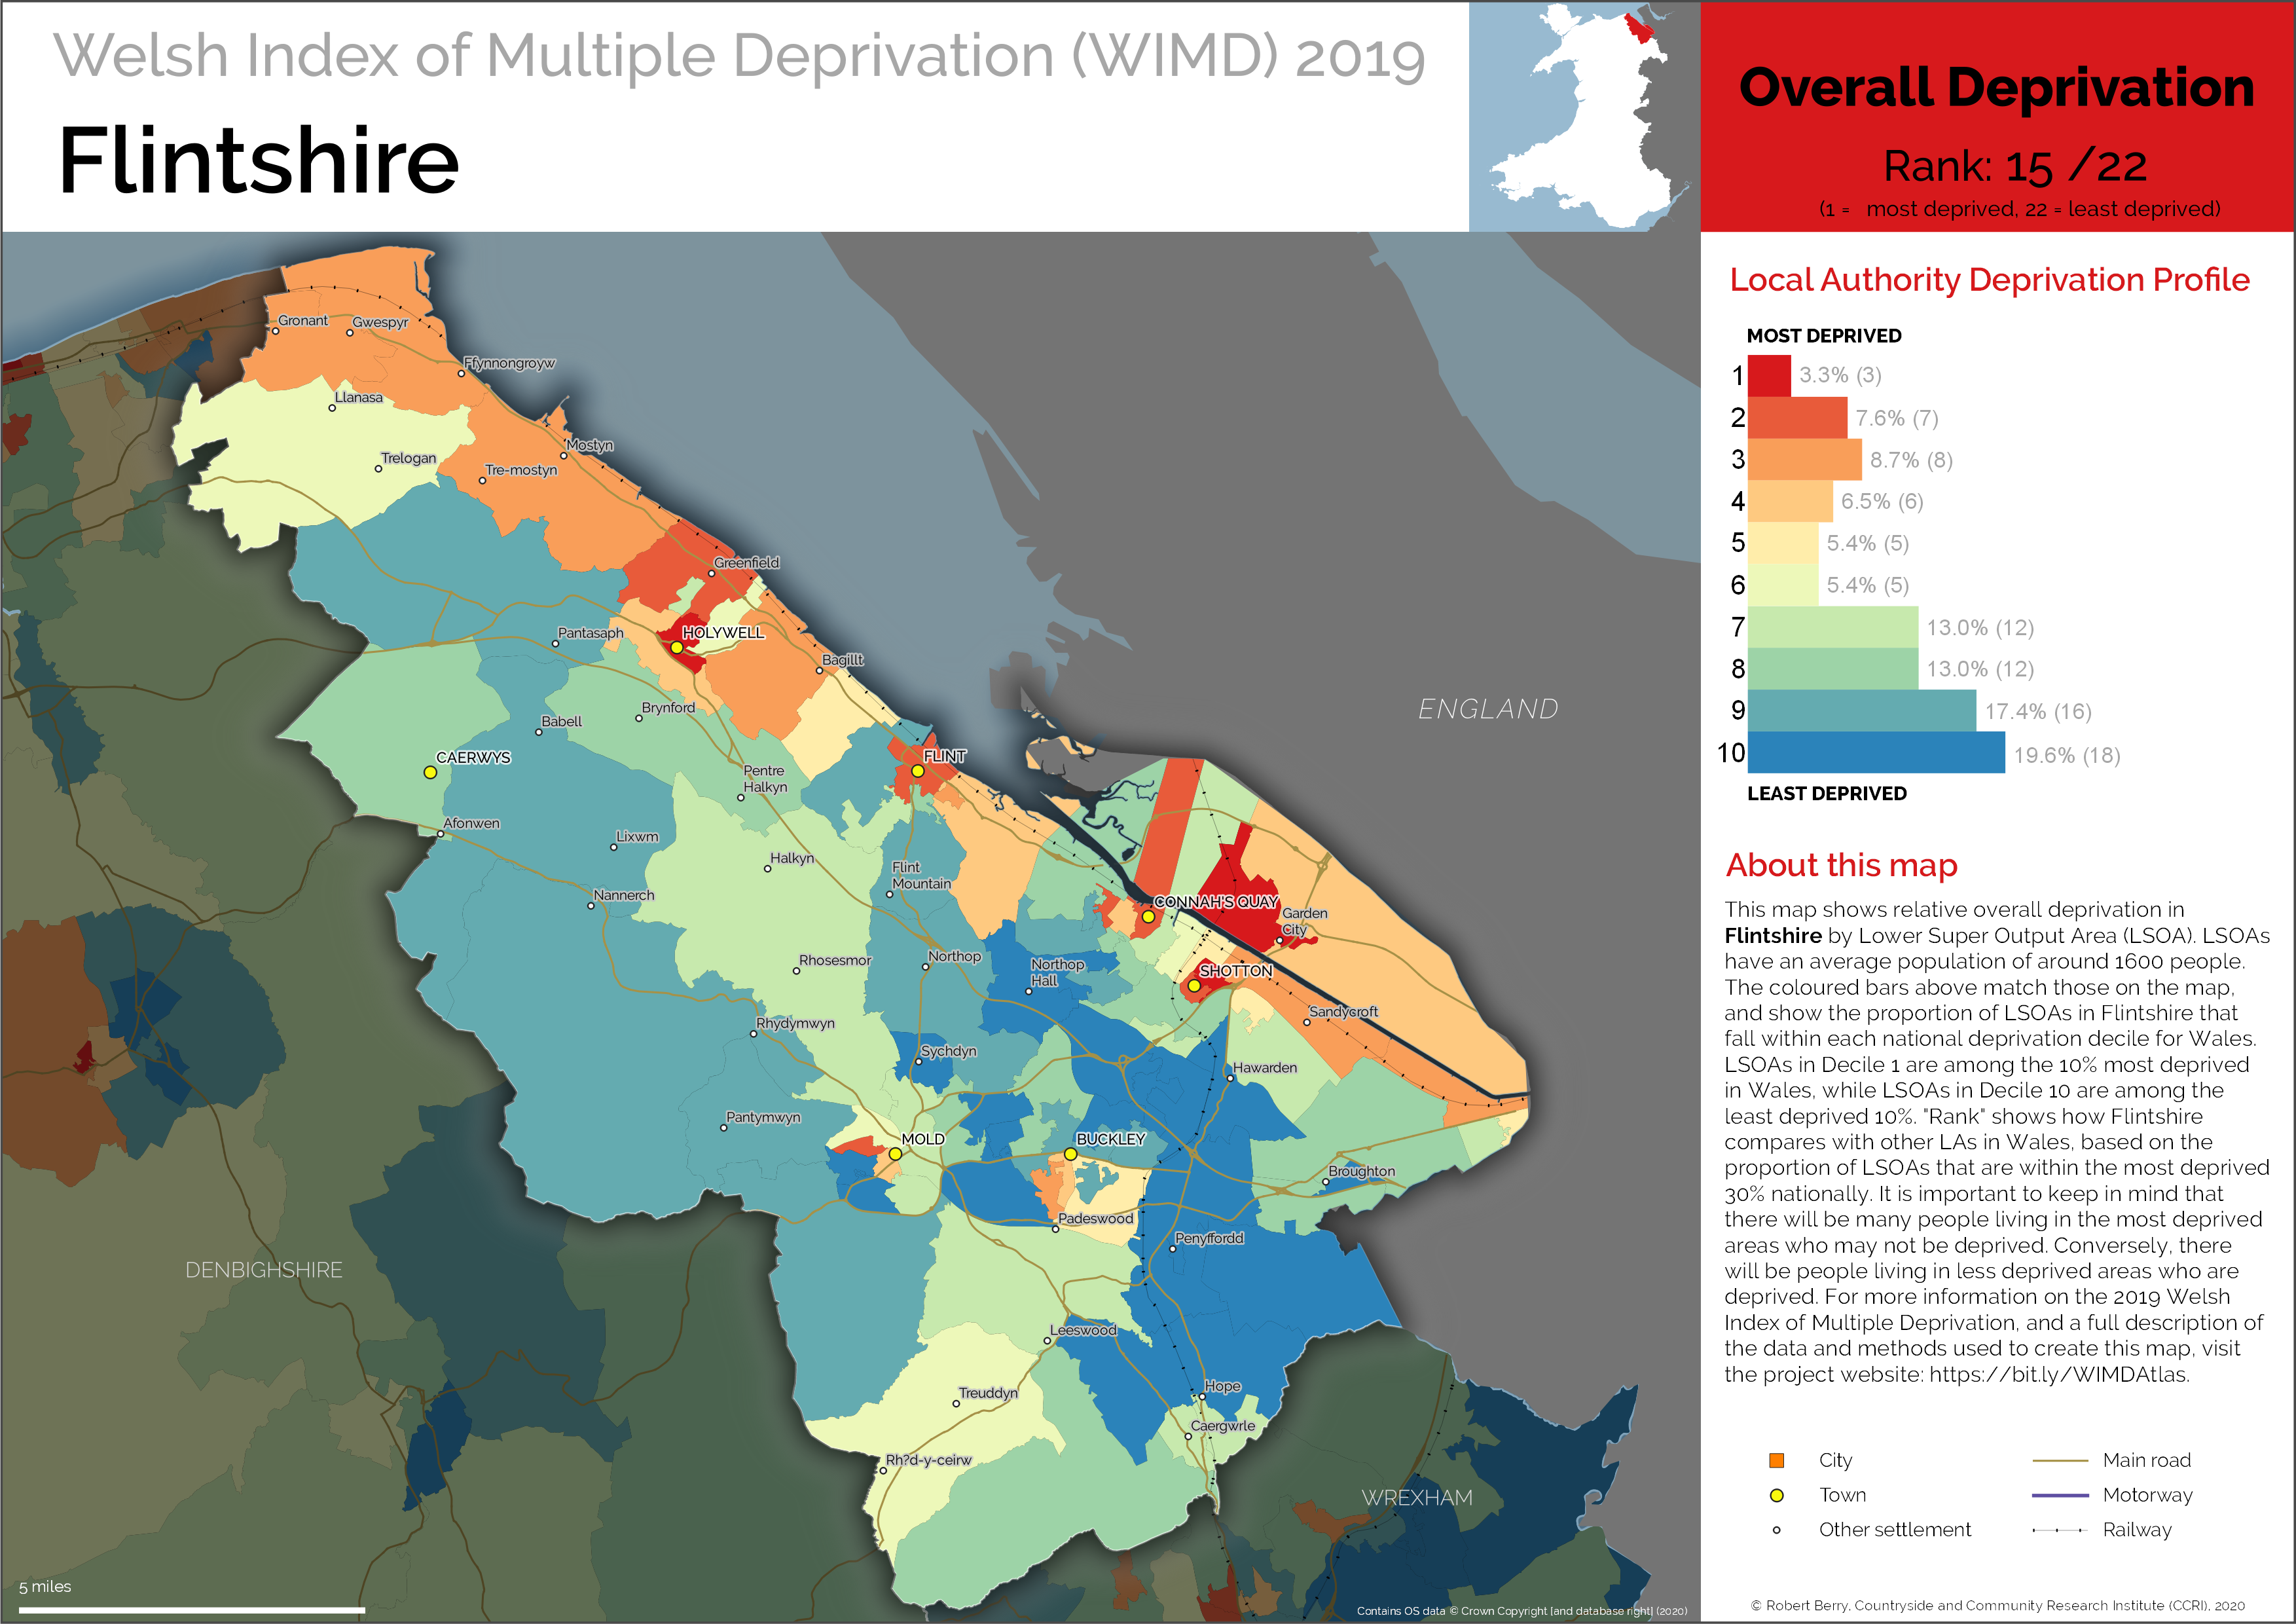 Welsh Index of Multiple Deprivation (WIMD) 2019
Flintshire
Overall Deprivation
Rank: 15 /22
(1 = most deprived, 22 = least deprived)
Local Authority Deprivation Profile
MOST DEPRIVED
1 3.3% (3)
2 7.6% (7)
3 8.7% (8)
4 6.5% (6)
5 5.4% (5)
6 5.4% (5)
7 13.0% (12)
8 13.0% (12)
9 17.4% (16)
10 19.6% (18)
LEAST DEPRIVED
About this map
This map shows relative overall deprivation in
Flintshire by Lower Super Output Area (LSOA). LSOAs
have an average population of around 1600 people.
The coloured bars above match those on the map,
and show the proportion of LSOAs in Flintshire that
fall within each national deprivation decile for Wales.
LSOAs in Decile 1 are among the 10% most deprived
in Wales, while LSOAs in Decile 10 are among the
least deprived 10%. "Rank" shows how Flintshire
compares with other LAs in Wales, based on the
proportion of LSOAs that are within the most deprived
30% nationally. It is important to keep in mind that
there will be many people living in the most deprived
areas who may not be deprived. Conversely, there
will be people living in less deprived areas who are
deprived. For more information on the 2019 Welsh
Index of Multiple Deprivation, and a full description of
the data and methods used to create this map, visit
the project website: https://bit.ly/WIMDAtlas.
City
Town
Other settlement
Main road
Motorway
Railway
© Robert Berry, Countryside and Community Research Institute (CCRI), 2020
Gronant
Gwespyr
Ffynnongroyw
Llanasa
Mostyn
Trelogan
Tre-mostyn
Greenfield
Pantasaph
HOLYWELL
Bagillt
Brynford
Babell
ENGLAND
CAERWYS
FLINT
Pentre
Halkyn
Afonwen
Lixwm
Halkyn
Flint
Mountain
Nannerch
CONNAH'S QUAY
Garden
City
Rhosesmor
Northop
Northop
Hall
SHOTTON
Sandycroft
Rhydymwyn
Sychdyn
Hawarden
Pantymwyn
MOLD
BUCKLEY
Broughton
Padeswood
Penyffordd
DENBIGHSHIRE
Leeswood
Treuddyn
Hope
Caergwrle
Rh?d-y-ceirw
WREXHAM
5 miles
Contains OS data © Crown Copyright [and database right] (2020)